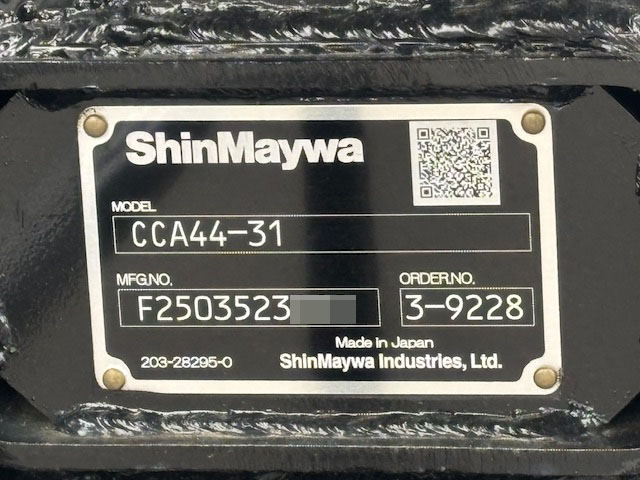 ShinMaywa
MODEL
CCA44-31
MFG.NO.
F2503523
ORDER.NO.
3-9228
Made in Japan
203-28295-0
ShinMaywa Industries, Ltd.